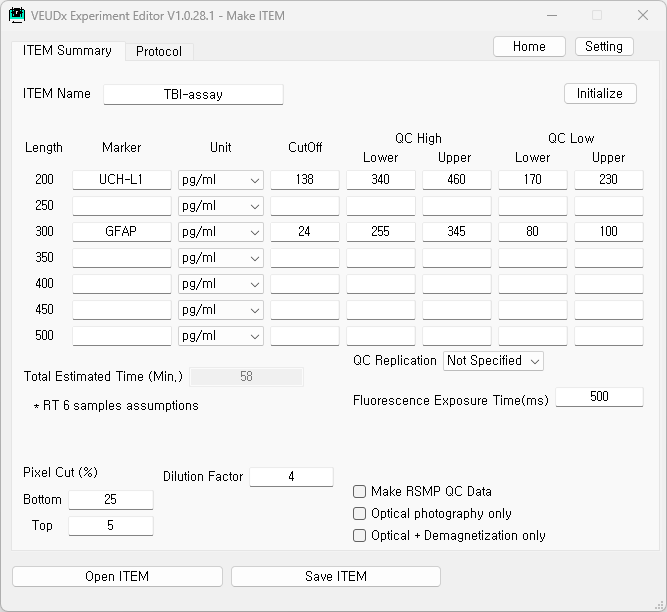 VEUDx Experiment Editor V1.0.28.1 - Make ITEM
ITEM Summary Protocol Home Setting
ITEM Name TBI-assay Initialize
QC High QC Low
Length Marker Unit CutOff Lower Upper Lower Upper
200 UCH-L1 pg/ml 138 340 460 170 230
250 pg/ml
300 GFAP pg/ml 24 255 345 80 100
350 pg/ml
400 pg/ml
450 pg/ml
500 pg/ml
QC Replication Not Specified
Total Estimated Time (Min.) 58
Fluorescence Exposure Time(ms) 500
* RT 6 samples assumptions
Pixel Cut (%) Dilution Factor 4
Bottom 25
Top 5
Make RSMP QC Data
Optical photography only
Optical + Demagnetization only
Open ITEM Save ITEM